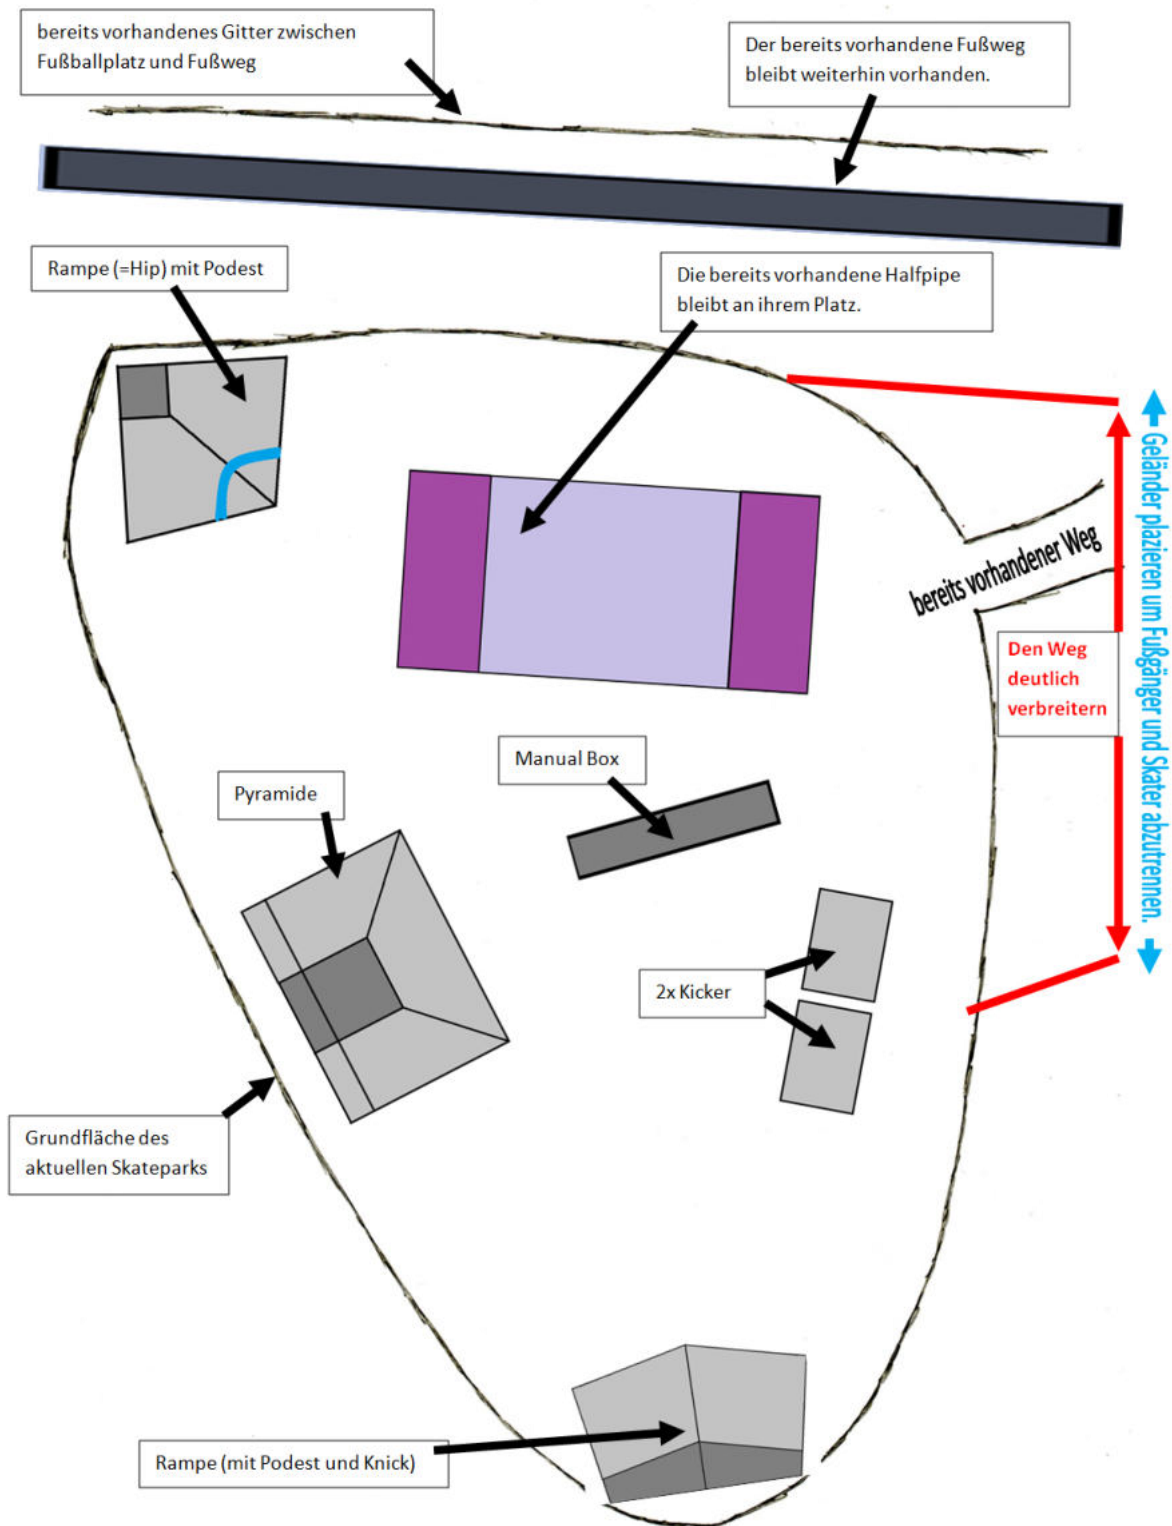 bereits vorhandenes Gitter zwischen
Fußballplatz und Fußweg
Der bereits vorhandene Fußweg
bleibt weiterhin vorhanden.
Rampe (=Hip) mit Podest
Die bereits vorhandene Halfpipe
bleibt an ihrem Platz.
Geländer plazieren um Fußgänger und Skater abzutrennen.
bereits vorhandener Weg
Den Weg
deutlich
verbreitern
Manual Box
Pyramide
2x Kicker
Grundfläche des
aktuellen Skateparks
Rampe (mit Podest und Knick)